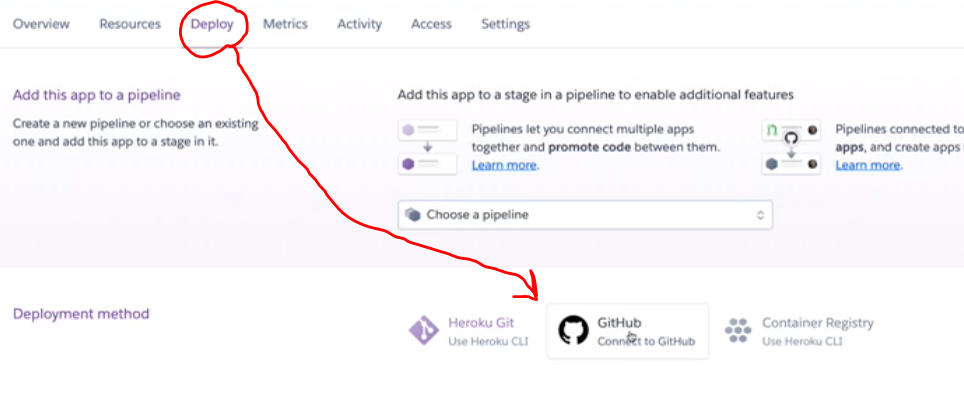 Overview Resources Deploy Metrics Activity Access Settings
Add this app to a pipeline
Create a new pipeline or choose an existing
one and add this app to a stage in it.
Add this app to a stage in a pipeline to enable additional features
Pipelines let you connect multiple apps
together and promote code between them.
Learn more.
Pipelines connected to
apps, and create apps
Learn more.
Choose a pipeline
Deployment method
Heroku Git
Use Heroku CLI
GitHub
Connect to GitHub
Container Registry
Use Heroku CLI